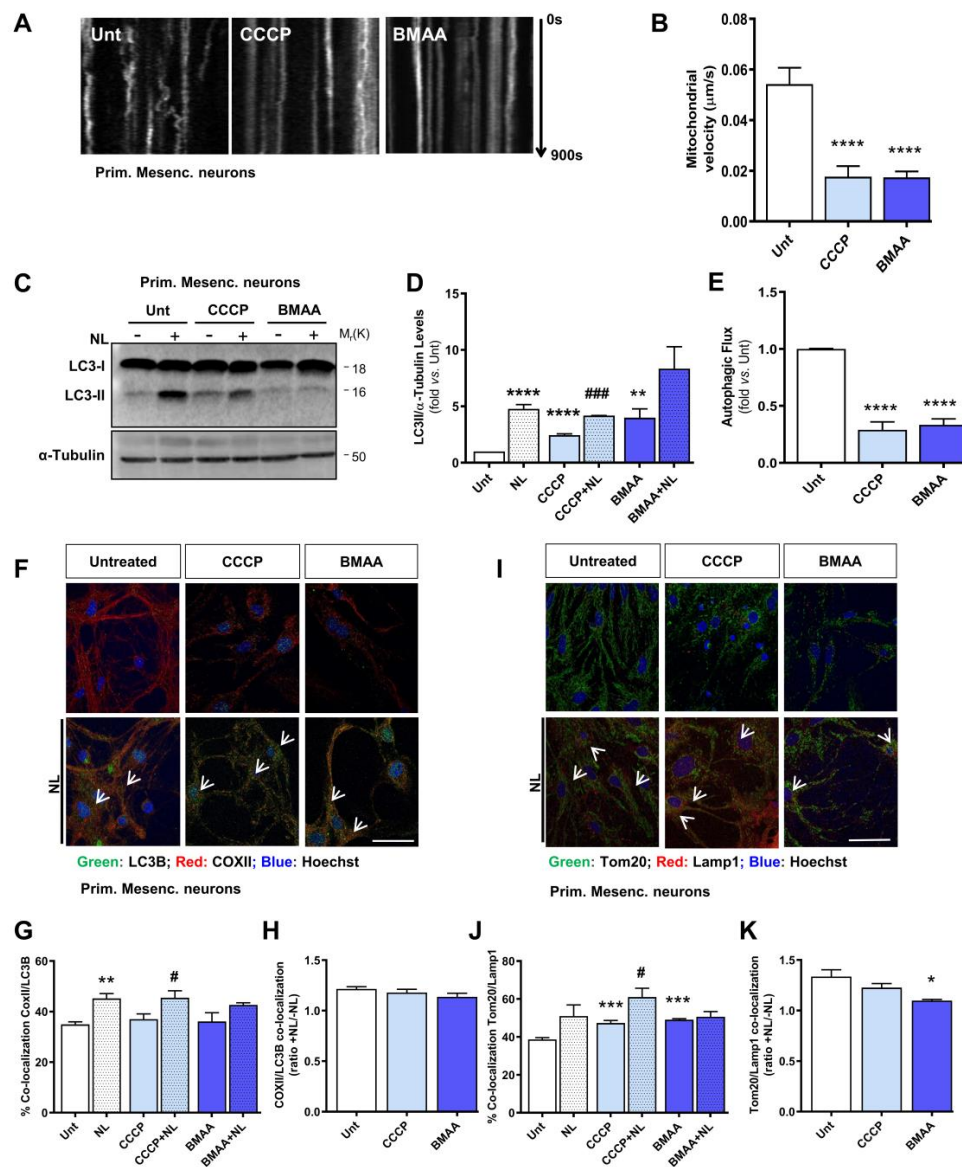 A
Unt
CCCP
BMAA
0s
900s
Prim. Mesenc. neurons
B
Mitochondrial
velocity (μm/s)
0.08
0.06
0.04
0.02
0.00
****
****
Unt
CCCP
BMAA
C
Prim. Mesenc. neurons
Unt CCCP BMAA
NL - + - + - + Mr(K)
LC3-I -18
LC3-II -16
α-Tubulin -50
D
LC3II/α-Tubulin Levels
(fold vs. Unt)
15
10
5
0
****
****
###
**
Unt
NL
CCCP
CCCP+NL
BMAA
BMAA+NL
E
Autophagic Flux
(fold vs. Unt)
1.5
1.0
0.5
0.0
****
****
Unt
CCCP
BMAA
F
Untreated CCCP BMAA
NL
Green: LC3B; Red: COXII; Blue: Hoechst
Prim. Mesenc. neurons
I
Untreated CCCP BMAA
NL
Green: Tom20; Red: Lamp1; Blue: Hoechst
Prim. Mesenc. neurons
G
% Co-localization CoxII/LC3B
60
40
20
0
**
#
Unt
NL
CCCP
CCCP+NL
BMAA
BMAA+NL
H
COXII/LC3B co-localization
(ratio +NL/-NL)
1.5
1.0
0.5
0.0
Unt
CCCP
BMAA
J
% Co-localization Tom20/Lamp1
100
80
60
40
20
0
***
#
***
Unt
NL
CCCP
CCCP+NL
BMAA
BMAA+NL
K
Tom20/Lamp1 co-localization
(ratio +NL/-NL)
1.5
1.0
0.5
0.0
*
Unt
CCCP
BMAA